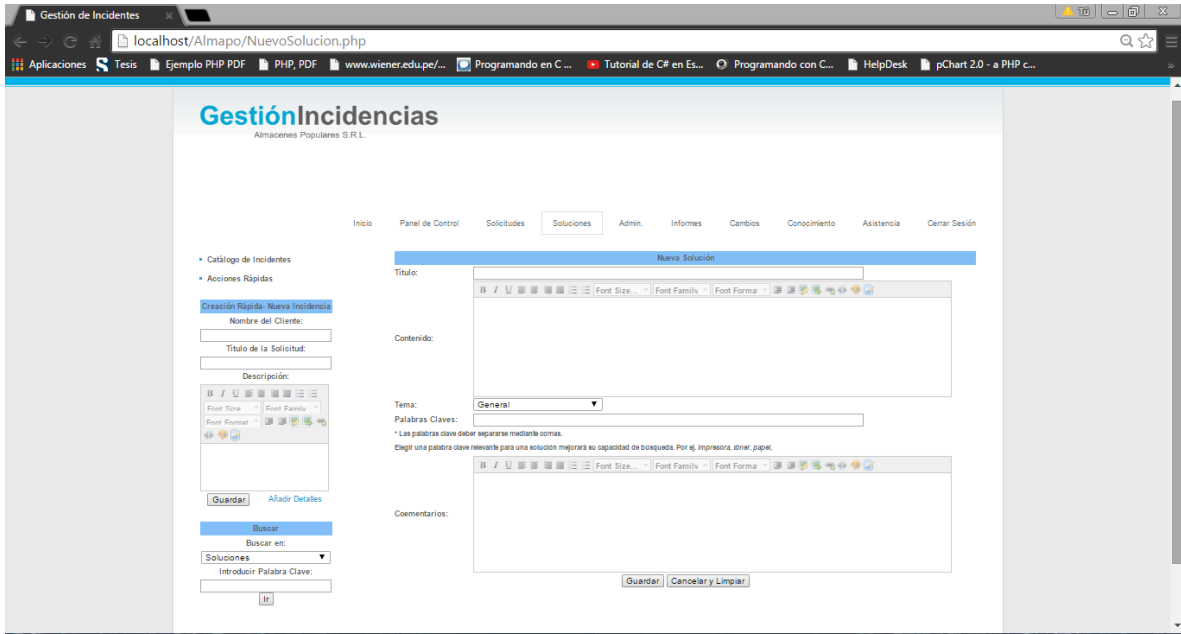 Gestión de Incidentes
Tú
localhost/Almapo/NuevoSolucion.php
Aplicaciones Tesis Ejemplo PHP PDF PHP, PDF www.wiener.edu.pe/... Programando en C ... Tutorial de C# en Es... Programando con C... HelpDesk pChart 2.0 - a PHP c...
GestiónIncidencias
Almacenes Populares S.R.L.
Inicio Panel de Control Solicitudes Soluciones Admin. Informes Cambios Conocimiento Asistencia Cerrar Sesión
Catálogo de Incidentes
Acciones Rápidas
Creación Rápida- Nueva Incidencia
Nombre del Cliente:
Título de la Solicitud:
Descripción:
B I U
Font Size Font Family
Font Format
Guardar Añadir Detalles
Buscar
Buscar en:
Soluciones
Introducir Palabra Clave:
Ir
Nueva Solución
Título:
B I U Font Size... Font Family Font Format
Contenido:
Tema: General
Palabras Claves:
* Las palabras clave deber separarse mediante comas.
Elegir una palabra clave relevante para una solución mejorará su capacidad de búsqueda. Por ej, impresora, tóner, papel,
B I U Font Size... Font Family Font Format
Coementarios:
Guardar Cancelar y Limpiar